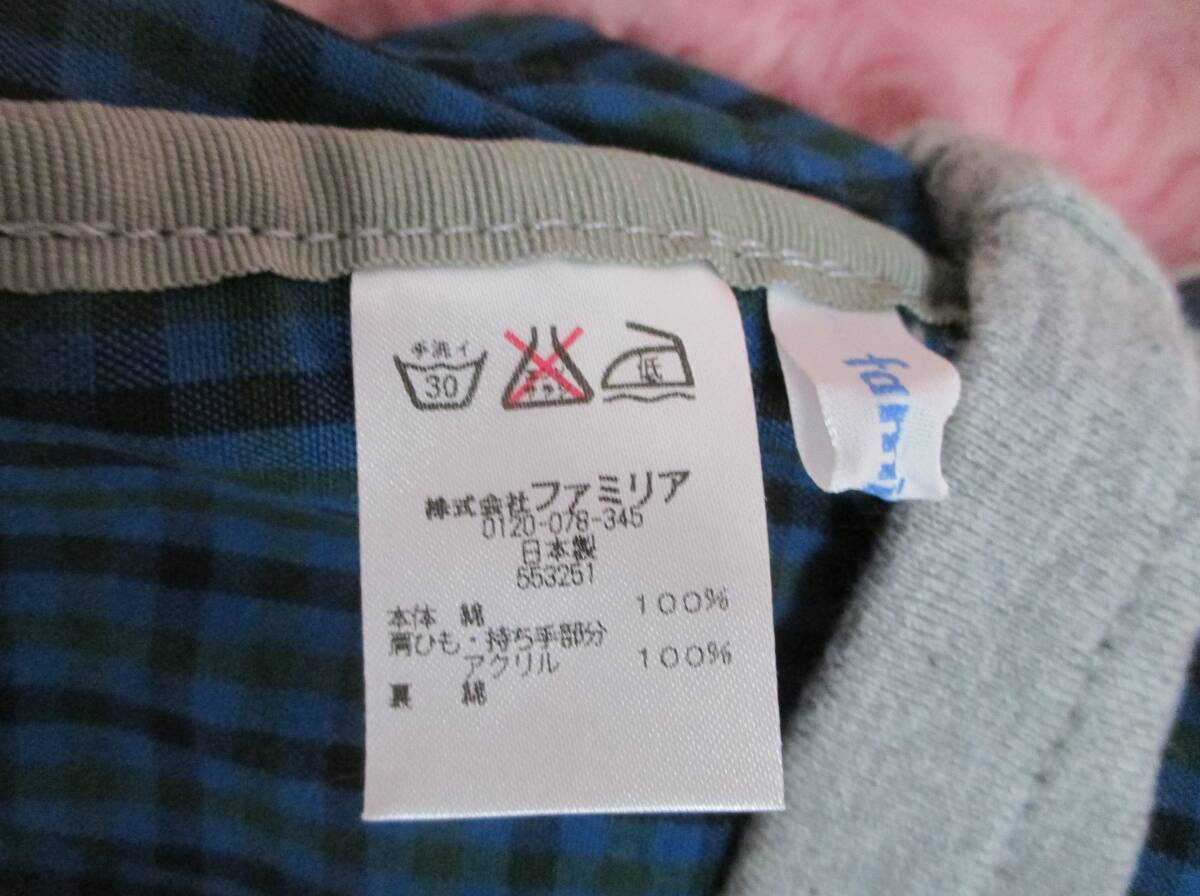 手洗イ
30
低
株式会社ファミリア
0120-078-345
日本製
553251
本体 綿 100%
肩ひも・持ち手部分
アクリル 100%
裏 綿